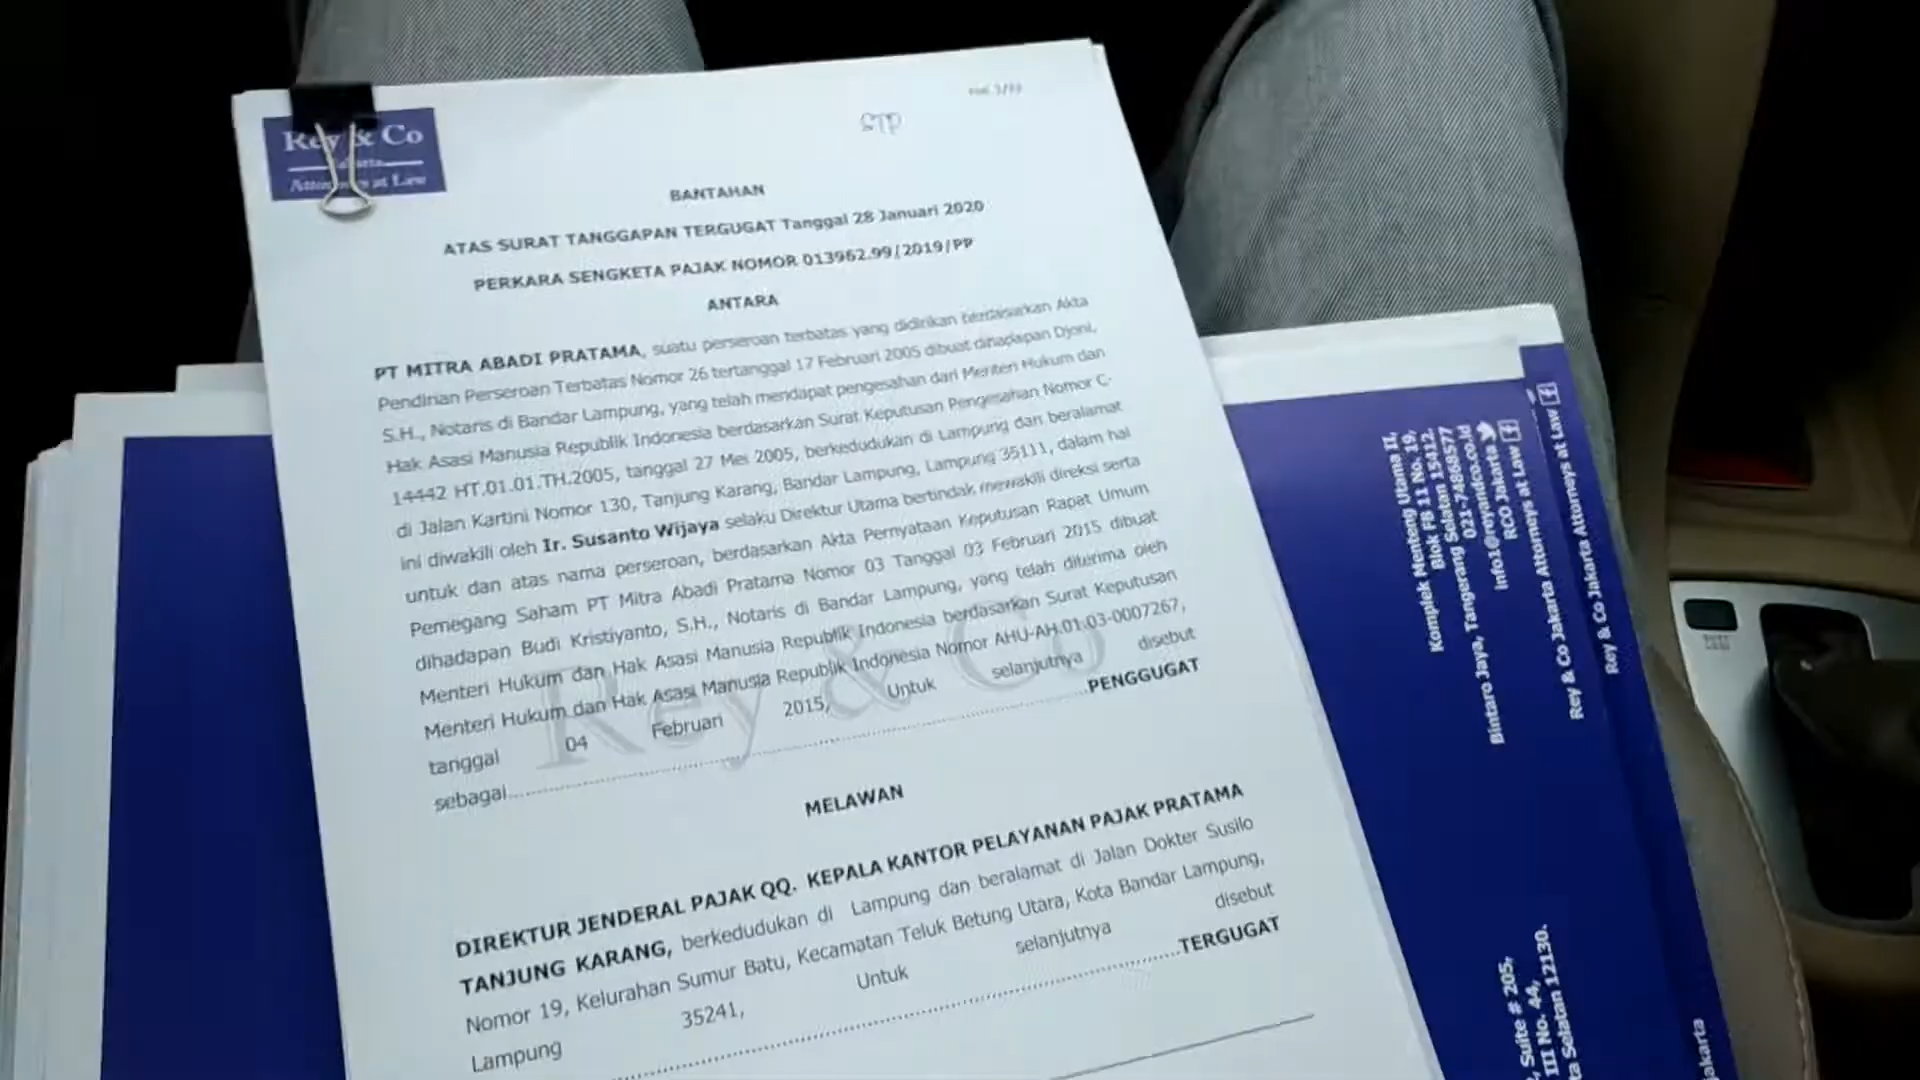 Rey & Co
Jakarta
Attorneys at Law
STP
BANTAHAN
ATAS SURAT TANGGAPAN TERGUGAT Tanggal 28 Januari 2020
PERKARA SENGKETA PAJAK NOMOR 013962.99/2019/PP
ANTARA
PT MITRA ABADI PRATAMA, suatu perseroan terbatas yang didirikan berdasarkan Akta
Pendirian Perseroan Terbatas Nomor 26 tertanggal 17 Februari 2005 dibuat dihadapan Djoni,
S.H., Notaris di Bandar Lampung, yang telah mendapat pengesahan dari Menteri Hukum dan
Hak Asasi Manusia Republik Indonesia berdasarkan Surat Keputusan Pengesahan Nomor C-
14442 HT.01.01.TH.2005, tanggal 27 Mei 2005, berkedudukan di Lampung dan beralamat
di Jalan Kartini Nomor 130, Tanjung Karang, Bandar Lampung, Lampung 35111, dalam hal
ini diwakili oleh Ir. Susanto Wijaya selaku Direktur Utama bertindak mewakili direksi serta
untuk dan atas nama perseroan, berdasarkan Akta Pernyataan Keputusan Rapat Umum
Pemegang Saham PT Mitra Abadi Pratama Nomor 03 Tanggal 03 Februari 2015 dibuat
dihadapan Budi Kristiyanto, S.H., Notaris di Bandar Lampung, yang telah diterima oleh
Menteri Hukum dan Hak Asasi Manusia Republik Indonesia berdasarkan Surat Keputusan
Menteri Hukum dan Hak Asasi Manusia Republik Indonesia Nomor AHU-AH.01.03-0007267,
tanggal 04 Februari 2015, Untuk selanjutnya disebut
sebagai....................PENGGUGAT
Rey & Co
MELAWAN
DIREKTUR JENDERAL PAJAK QQ. KEPALA KANTOR PELAYANAN PAJAK PRATAMA
TANJUNG KARANG, berkedudukan di Lampung dan beralamat di Jalan Dokter Susilo
Nomor 19, Kelurahan Sumur Batu, Kecamatan Teluk Betung Utara, Kota Bandar Lampung,
Lampung 35241, Untuk selanjutnya disebut
....................TERGUGAT
Komplek Menteng Utama II,
Blok FB 11 No. 19,
Bintaro Jaya, Tangerang Selatan 15412.
021-74868577
info1@reyandco.co.id
RCO Jakarta
Rey & Co Jakarta Attorneys at Law
Rey & Co Jakarta Attorneys at Law
, Suite # 205,
III No. 44,
ta Selatan 12130.
Jakarta